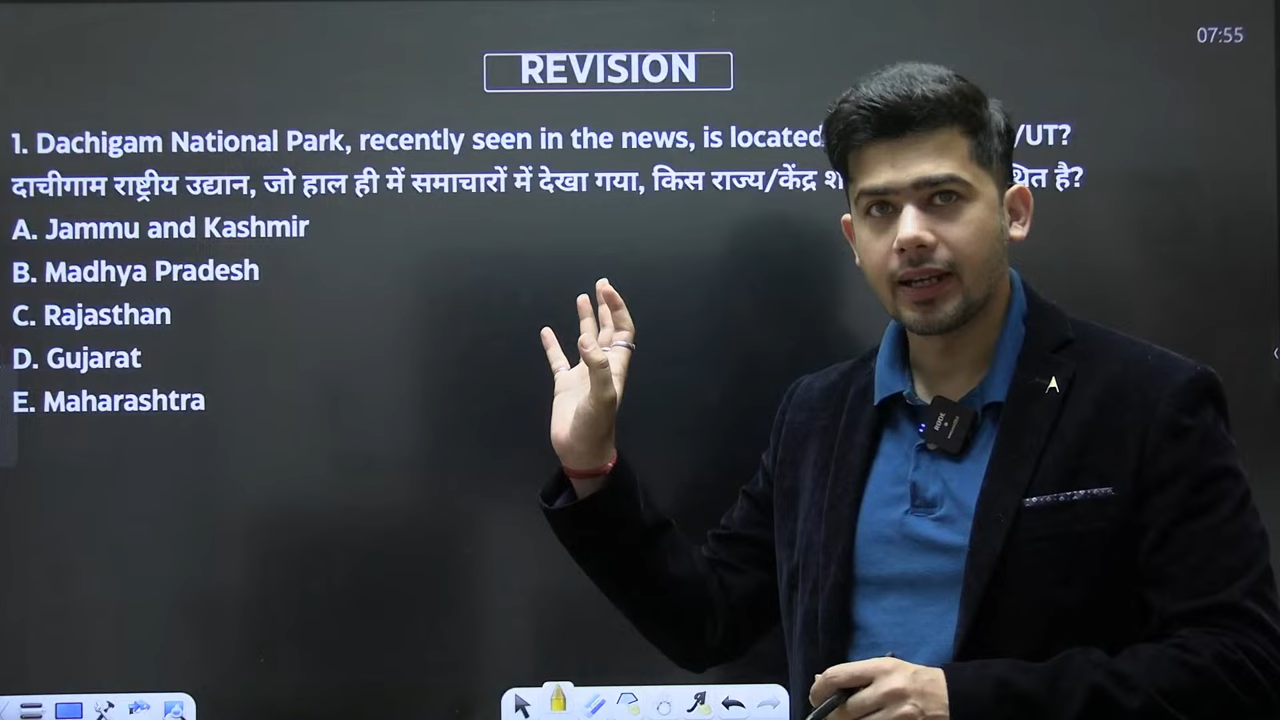 07:55
REVISION
1. Dachigam National Park, recently seen in the news, is located /UT?
दाचीगाम राष्ट्रीय उद्यान, जो हाल ही में समाचारों में देखा गया, किस राज्य/केंद्र है?
A. Jammu and Kashmir
B. Madhya Pradesh
C. Rajasthan
D. Gujarat
E. Maharashtra
RODE